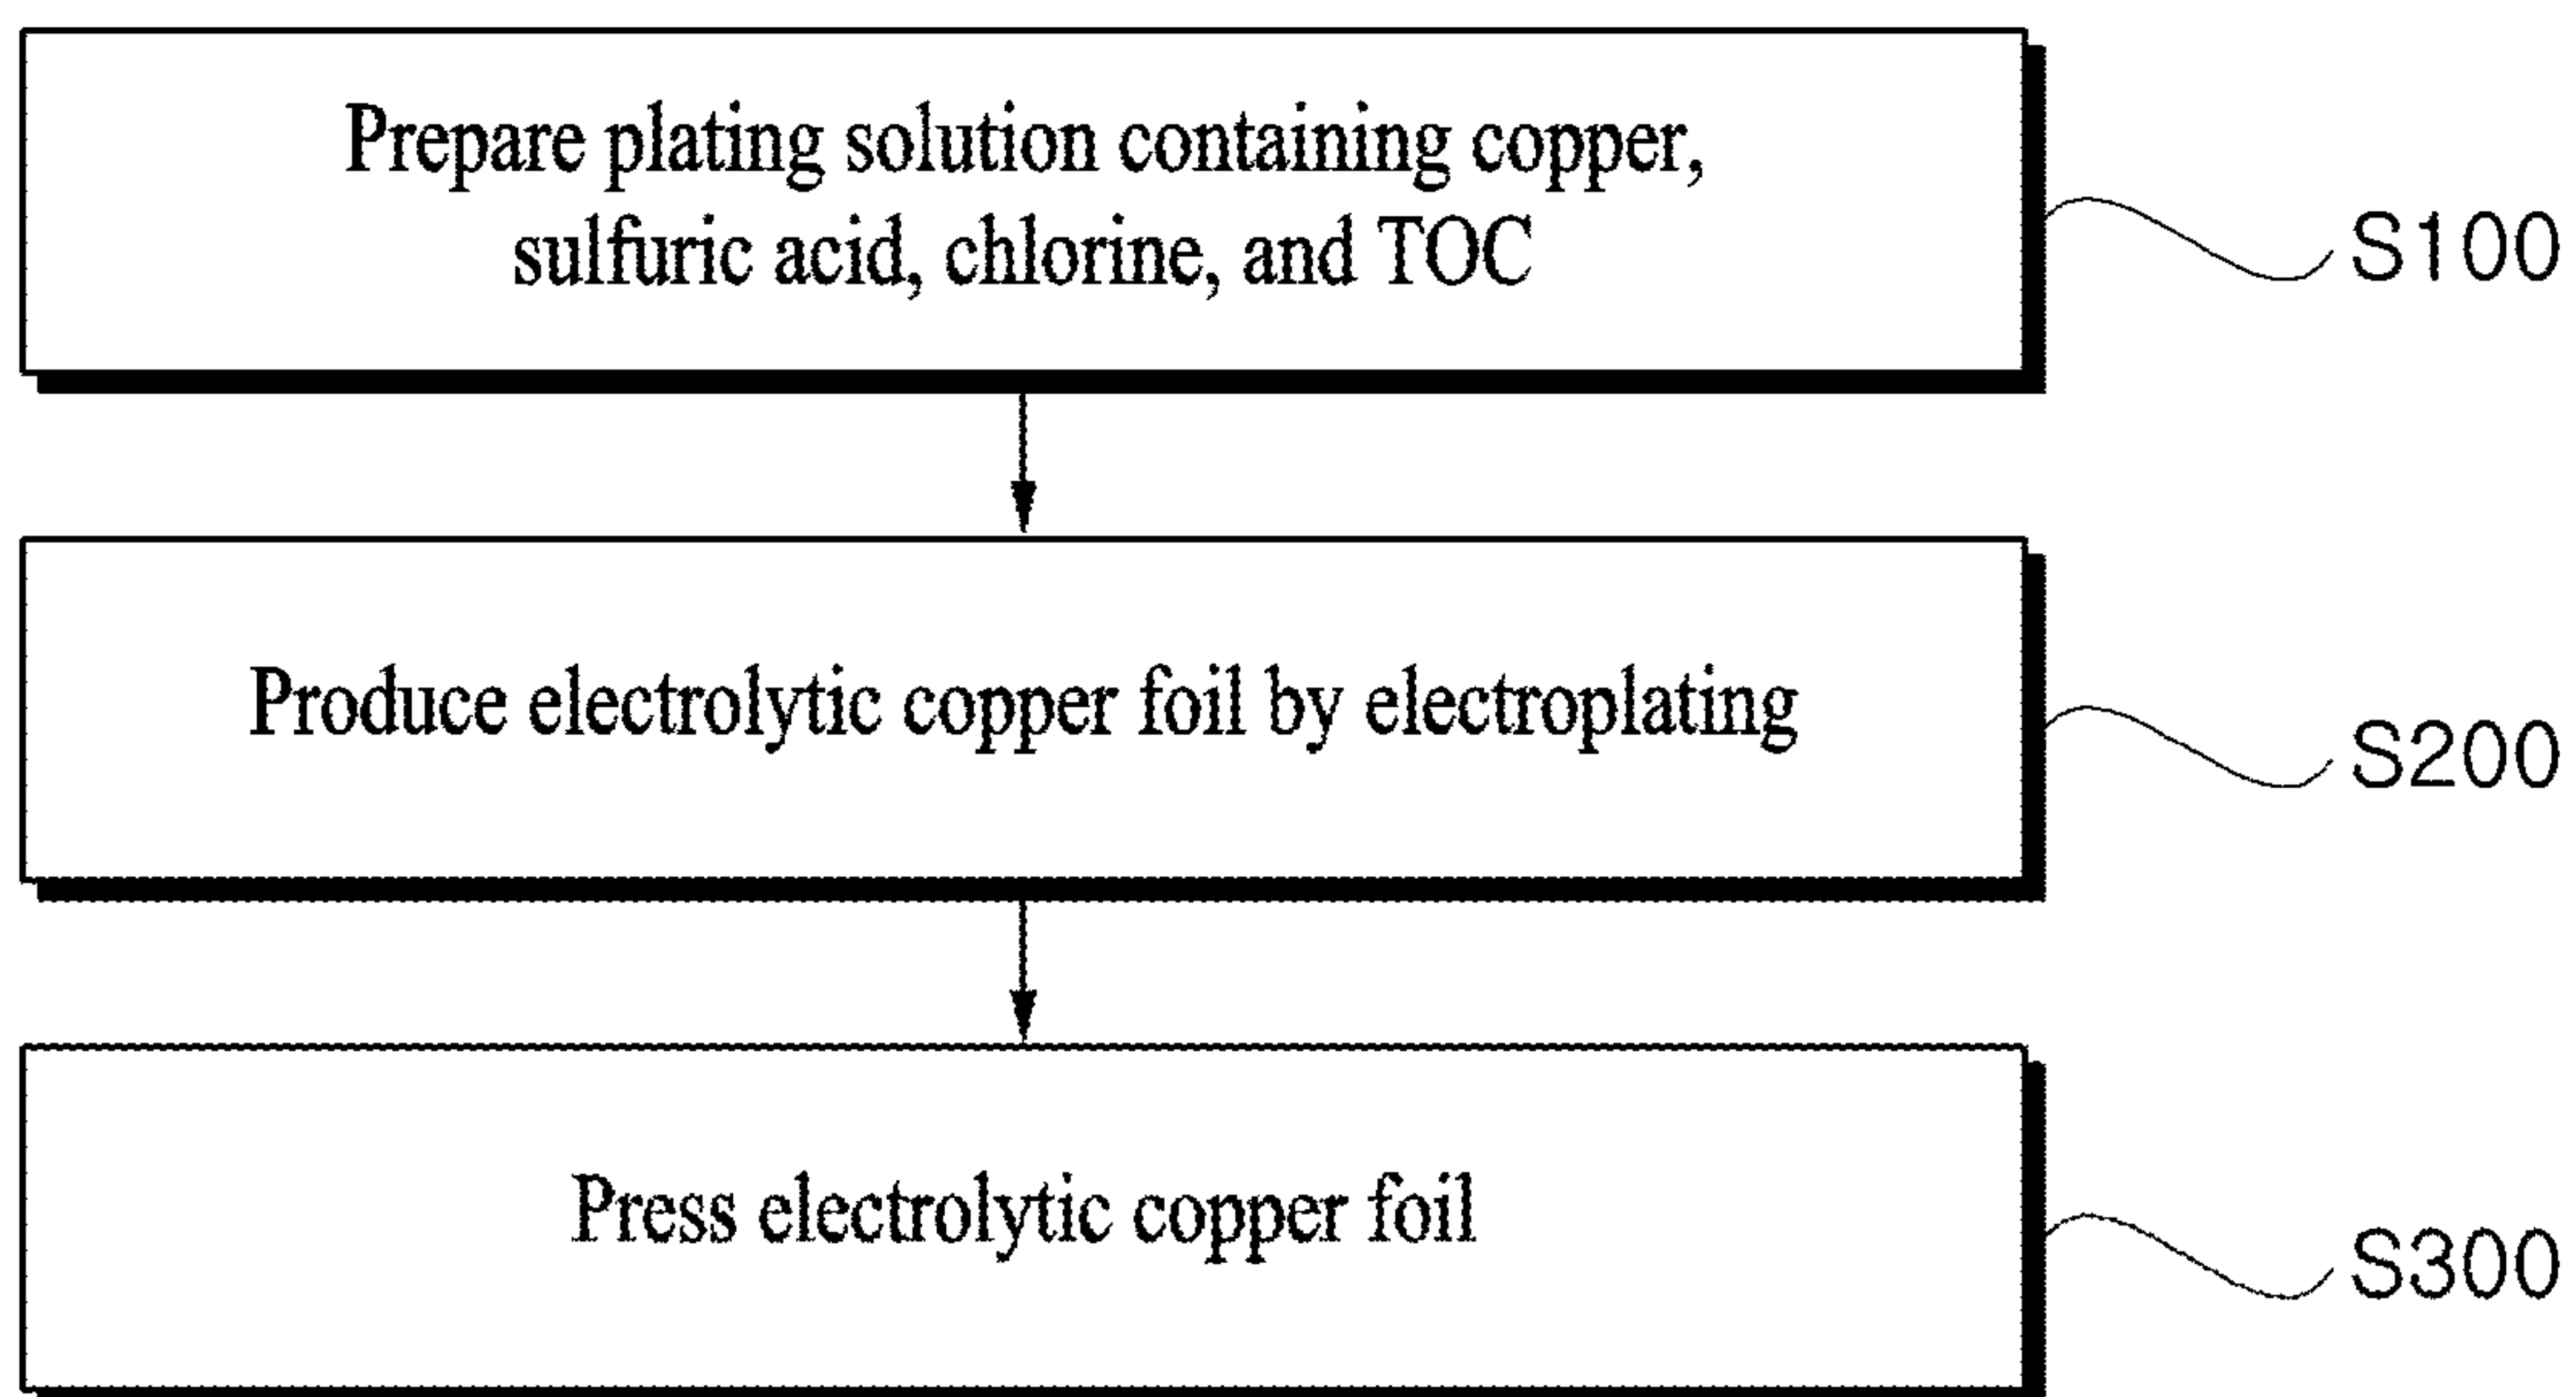 Prepare plating solution containing copper,
sulfuric acid, chlorine, and TOC
S100
Produce electrolytic copper foil by electroplating
S200
Press electrolytic copper foil
S300